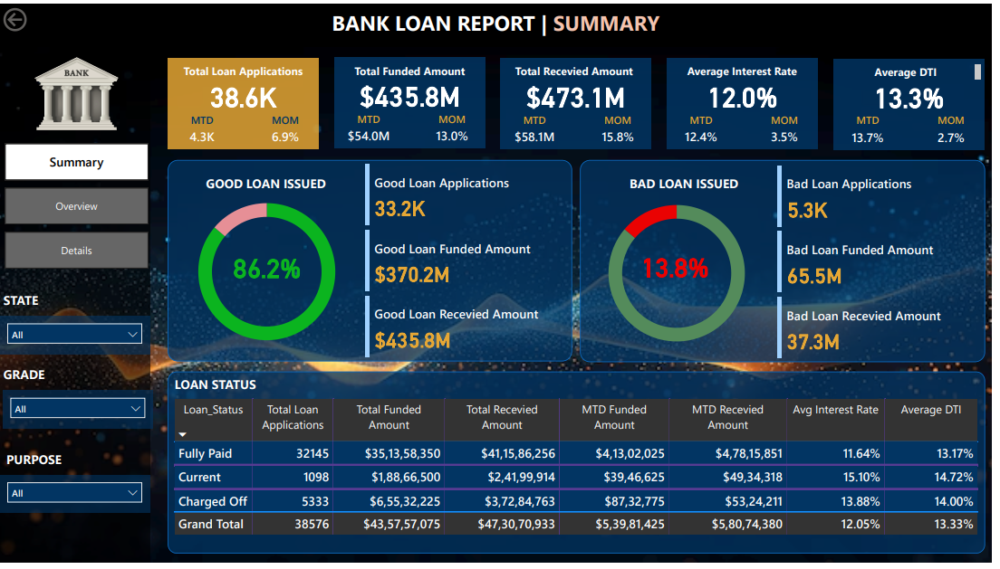 BANK LOAN REPORT | SUMMARY
BANK
Summary
Overview
Details
STATE
All
GRADE
All
PURPOSE
All
Total Loan Applications
38.6K
MTD MOM
4.3K 6.9%
Total Funded Amount
$435.8M
MTD MOM
$54.0M 13.0%
Total Recevied Amount
$473.1M
MTD MOM
$58.1M 15.8%
Average Interest Rate
12.0%
MTD MOM
12.4% 3.5%
Average DTI
13.3%
MTD MOM
13.7% 2.7%
GOOD LOAN ISSUED
86.2%
Good Loan Applications
33.2K
Good Loan Funded Amount
$370.2M
Good Loan Recevied Amount
$435.8M
BAD LOAN ISSUED
13.8%
Bad Loan Applications
5.3K
Bad Loan Funded Amount
65.5M
Bad Loan Recevied Amount
37.3M
LOAN STATUS
Loan_Status Total Loan Applications Total Funded Amount Total Recevied Amount MTD Funded Amount MTD Recevied Amount Avg Interest Rate Average DTI
Fully Paid 32145 $35,13,58,350 $41,15,86,256 $4,13,02,025 $4,78,15,851 11.64% 13.17%
Current 1098 $1,88,66,500 $2,41,99,914 $39,46,625 $49,34,318 15.10% 14.72%
Charged Off 5333 $6,55,32,225 $3,72,84,763 $87,32,775 $53,24,211 13.88% 14.00%
Grand Total 38576 $43,57,57,075 $47,30,70,933 $5,39,81,425 $5,80,74,380 12.05% 13.33%